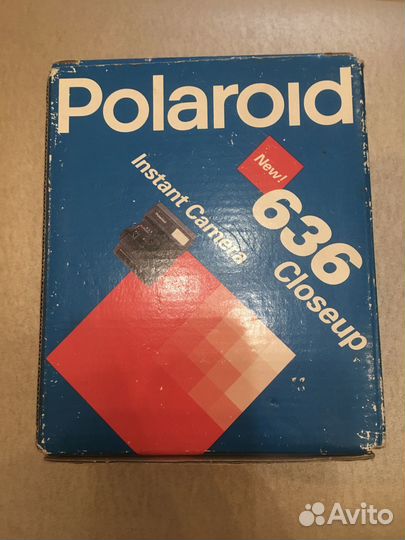 Polaroid
New!
Instant Camera
636
Closeup
Avito